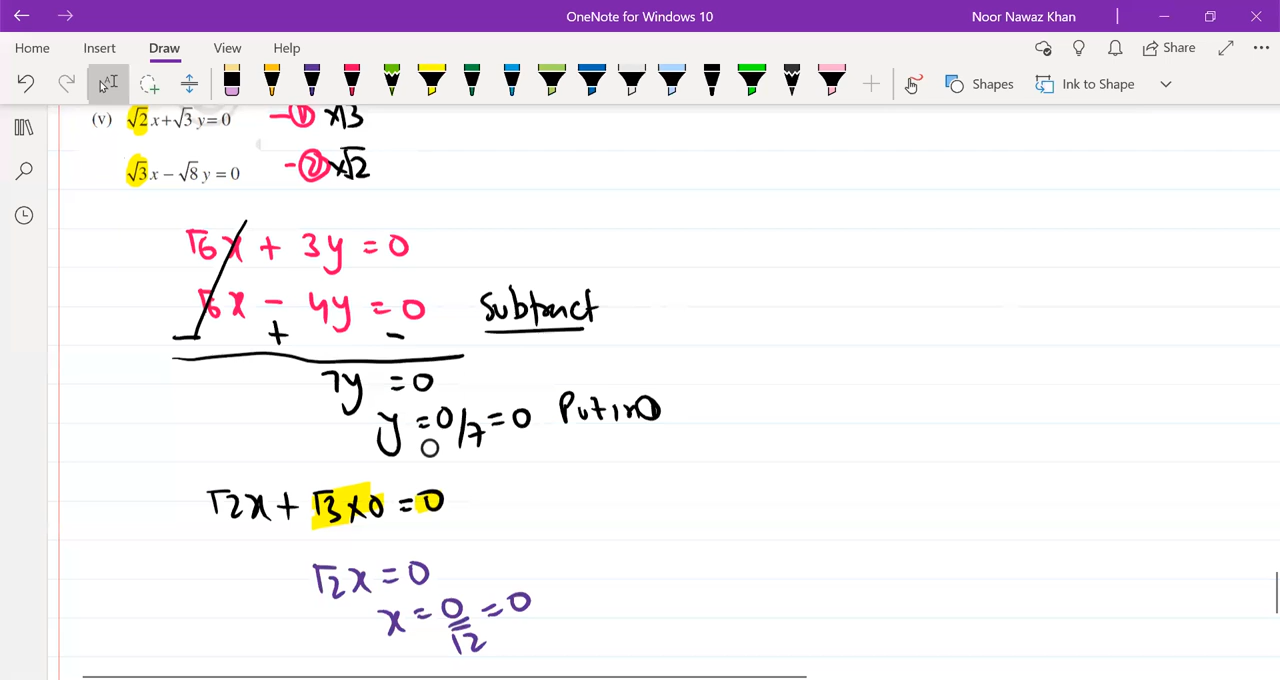 OneNote for Windows 10
Noor Nawaz Khan
Home Insert Draw View Help Share
Shapes Ink to Shape
(v) √2 x+√3 y=0 -① ×√3
√3 x − √8 y = 0 -② ×√2
√6x + 3y = 0
√6x - 4y = 0 Subtract
− + -
7y = 0
y = 0/7 = 0 Put in ①
√2x + √3×0 = 0
√2x = 0
x = 0/√2 = 0